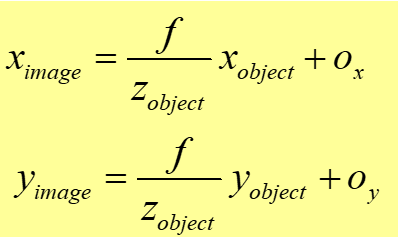 x_image = f/z_object x_object + o_x
y_image = f/z_object y_object + o_y